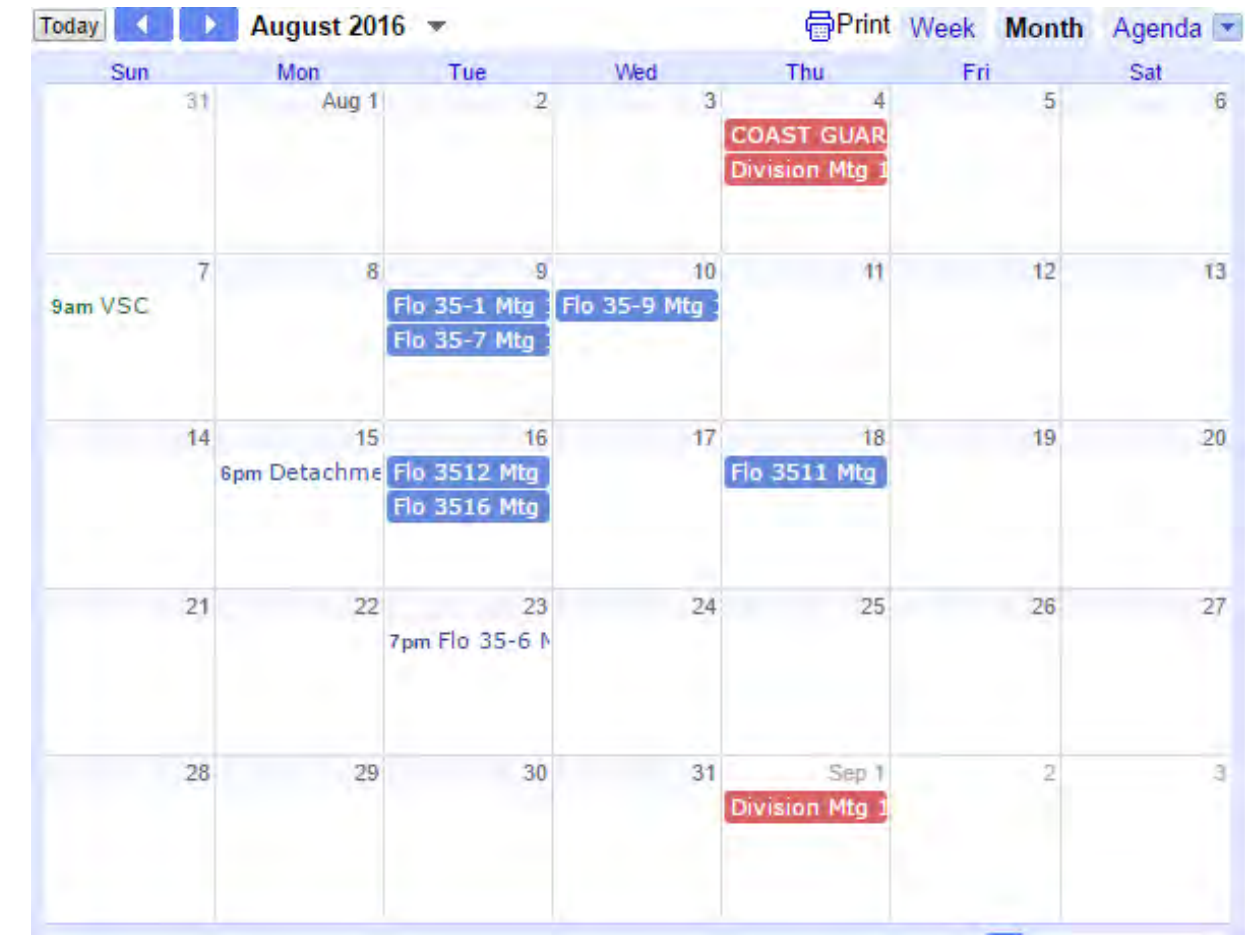 Today August 2016 Print Week Month Agenda
Sun Mon Tue Wed Thu Fri Sat
31 Aug 1 2 3 4 5 6
COAST GUAR
Division Mtg 1
7 8 9 10 11 12 13
9am VSC Flo 35-1 Mtg Flo 35-9 Mtg
Flo 35-7 Mtg
14 15 16 17 18 19 20
6pm Detachme Flo 3512 Mtg Flo 3511 Mtg
Flo 3516 Mtg
21 22 23 24 25 26 27
7pm Flo 35-6
28 29 30 31 Sep 1 2 3
Division Mtg 1